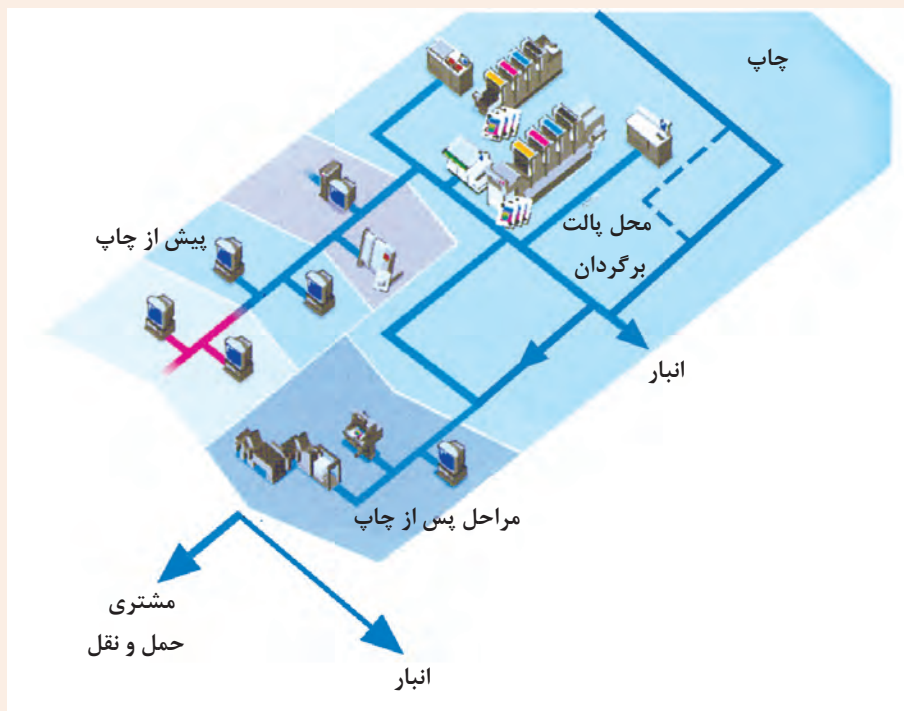 چاپ
محل پالت
برگردان
پیش از چاپ
انبار
مراحل پس از چاپ
مشتری
حمل و نقل
انبار